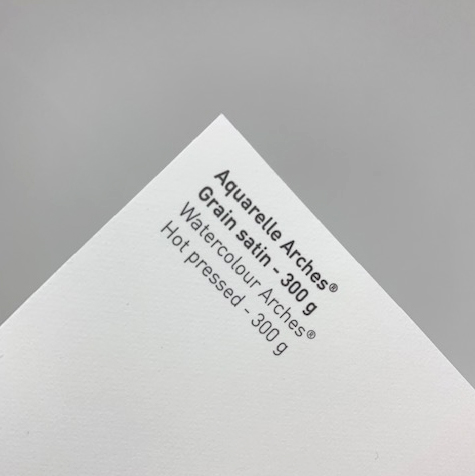 Aquarelle Arches®
Grain satin - 300 g
Watercolour Arches®
Hot pressed - 300 g